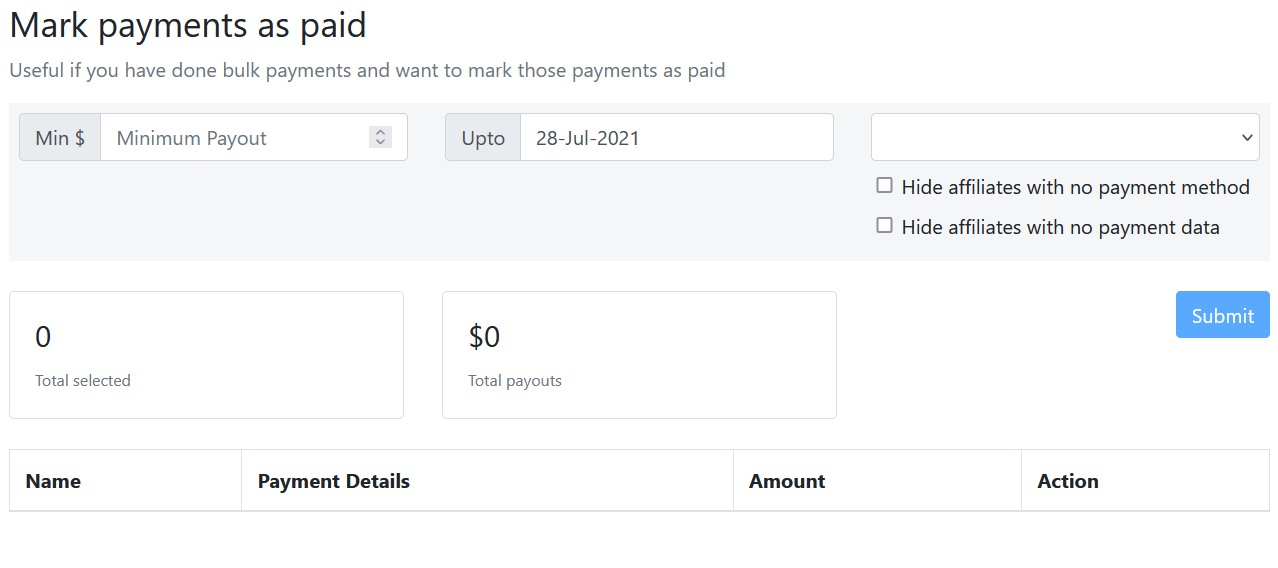 Mark payments as paid
Useful if you have done bulk payments and want to mark those payments as paid
Min $ Minimum Payout Upto 28-Jul-2021
Hide affiliates with no payment method
Hide affiliates with no payment data
0 $0 Submit
Total selected Total payouts
Name Payment Details Amount Action